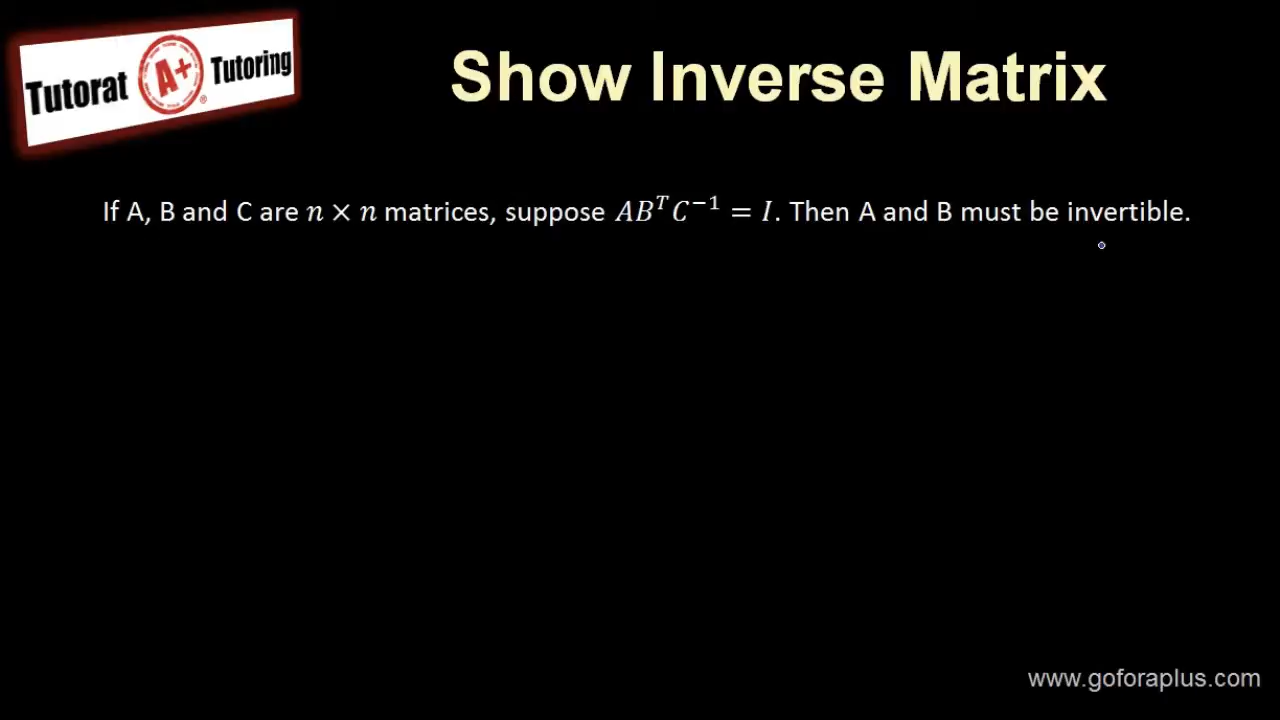 Tutorat A+ Tutoring ®
Show Inverse Matrix
If A, B and C are n × n matrices, suppose ABᵀC⁻¹ = I. Then A and B must be invertible.
www.goforaplus.com